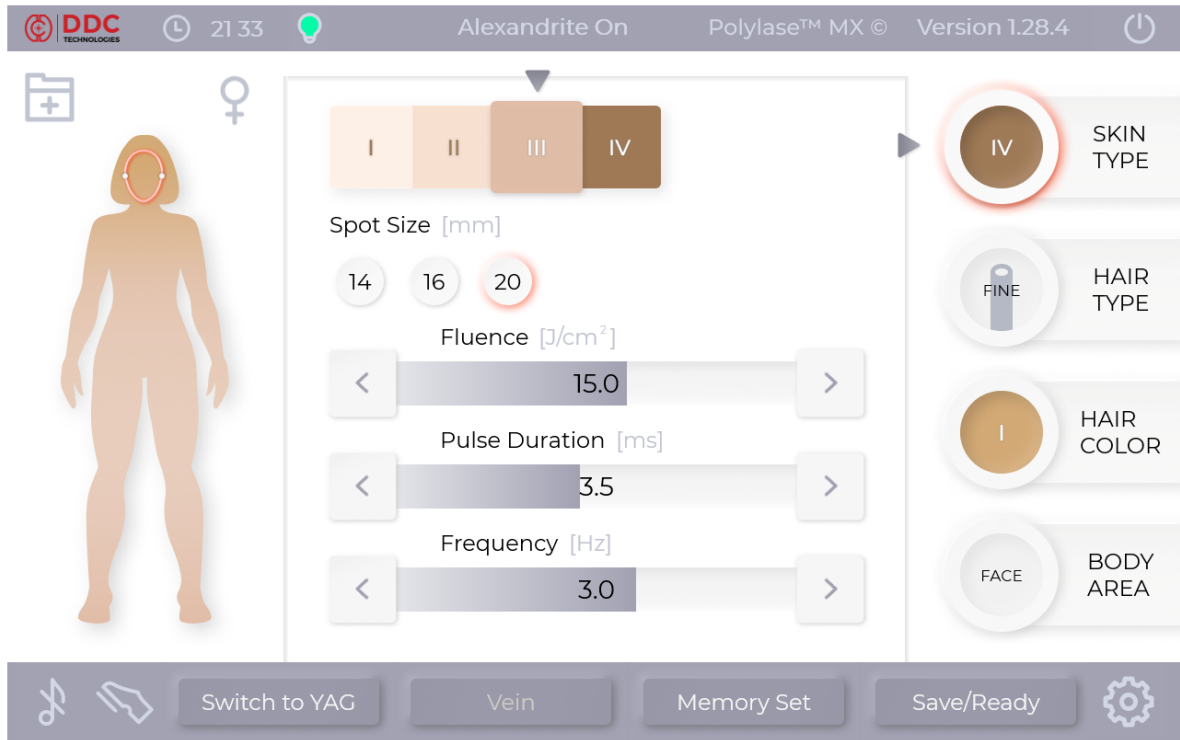 DDC
TECHNOLOGIES
21 33
Alexandrite On
Polylase™ MX ©
Version 1.28.4
I
II
III
IV
Spot Size [mm]
14
16
20
Fluence [J/cm²]
15.0
Pulse Duration [ms]
3.5
Frequency [Hz]
3.0
IV
SKIN
TYPE
FINE
HAIR
TYPE
I
HAIR
COLOR
FACE
BODY
AREA
Switch to YAG
Vein
Memory Set
Save/Ready